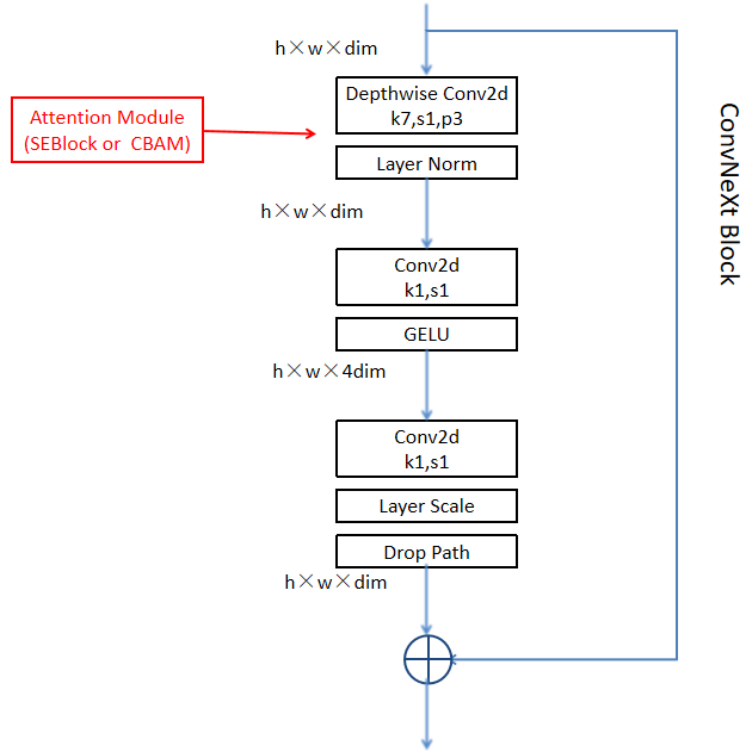 h×w×dim
Depthwise Conv2d
k7,s1,p3
Attention Module
(SEBlock or CBAM)
Layer Norm
h×w×dim
Conv2d
k1,s1
GELU
h×w×4dim
Conv2d
k1,s1
Layer Scale
Drop Path
h×w×dim
ConvNeXt Block